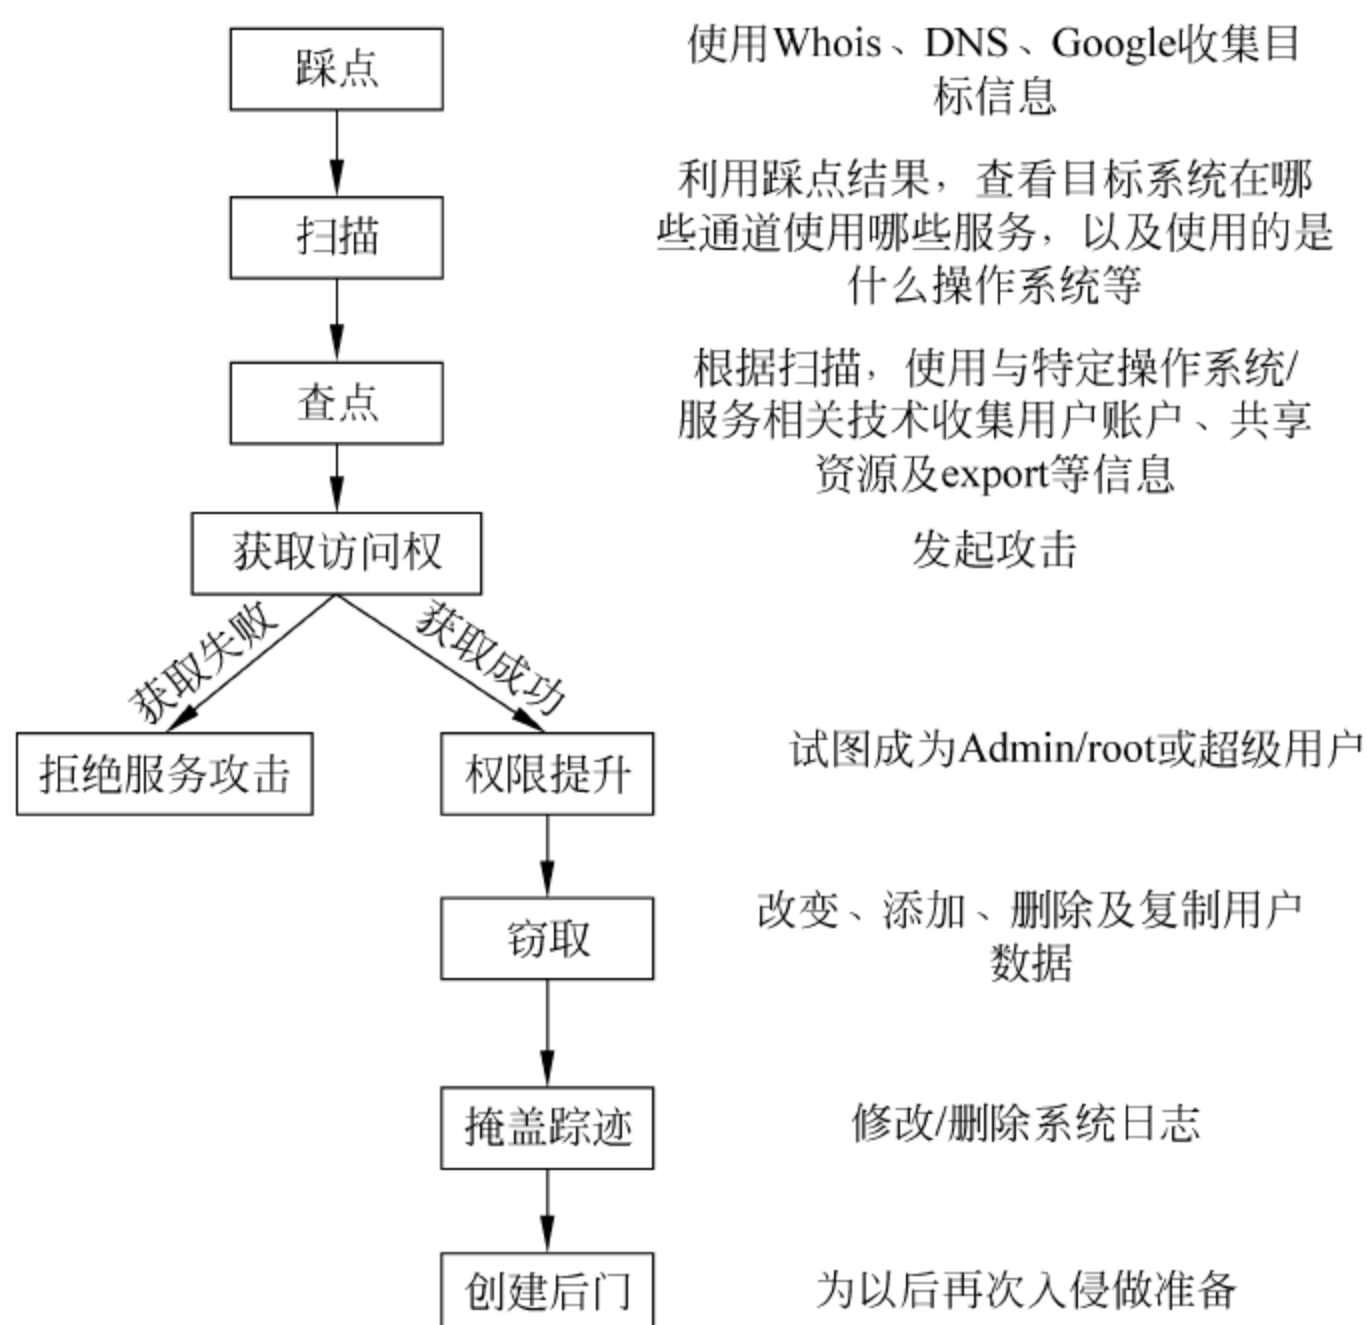 踩点
使用Whois、DNS、Google收集目
标信息
扫描
利用踩点结果，查看目标系统在哪
些通道使用哪些服务，以及使用的是
什么操作系统等
查点
根据扫描，使用与特定操作系统/
服务相关技术收集用户账户、共享
资源及export等信息
获取访问权
发起攻击
获取失败
获取成功
拒绝服务攻击
权限提升
试图成为Admin/root或超级用户
窃取
改变、添加、删除及复制用户
数据
掩盖踪迹
修改/删除系统日志
创建后门
为以后再次入侵做准备